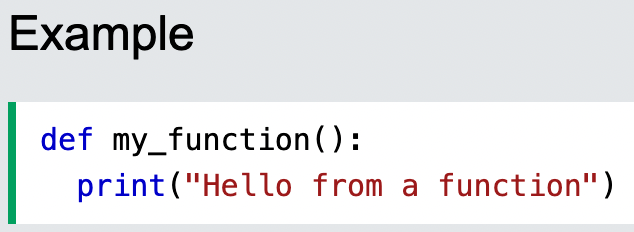 Example
def my_function():
  print("Hello from a function")